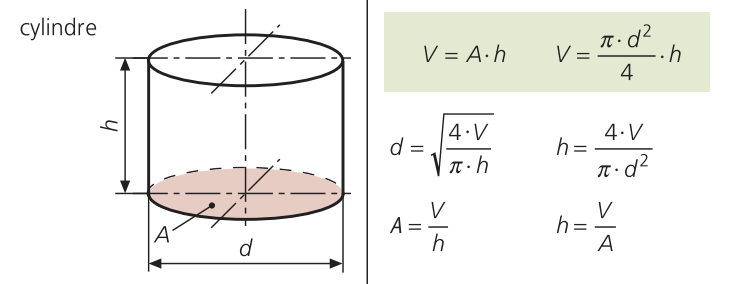 cylindre
h
A
d
V = A · h
V = π · d² / 4 · h
d = √(4 · V / π · h)
h = 4 · V / π · d²
A = V / h
h = V / A